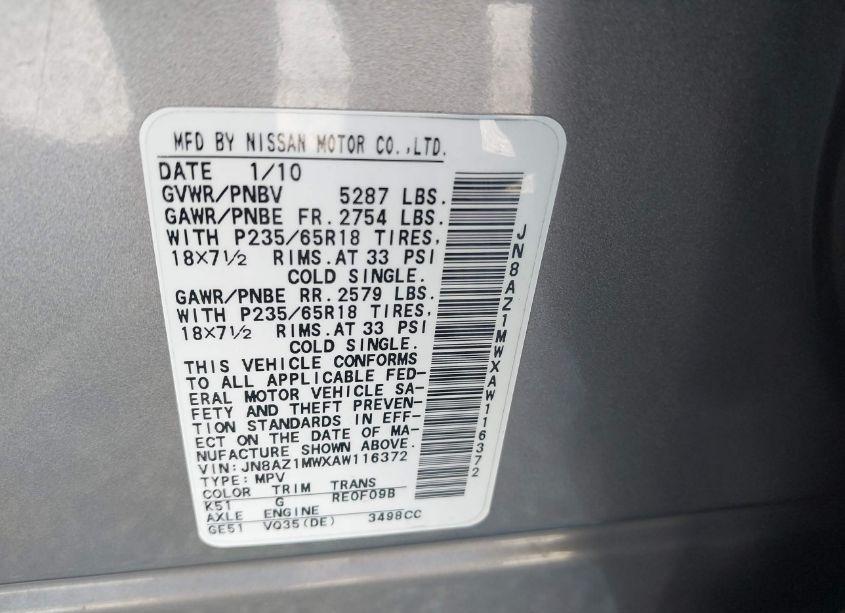 MFD BY NISSAN MOTOR CO.,LTD.
DATE 1/10
GVWR/PNBV 5287 LBS.
GAWR/PNBE FR. 2754 LBS.
WITH P235/65R18 TIRES,
18×7½ RIMS. AT 33 PSI
COLD SINGLE.
GAWR/PNBE RR. 2579 LBS.
WITH P235/65R18 TIRES,
18×7½ RIMS. AT 33 PSI
COLD SINGLE.
THIS VEHICLE CONFORMS
TO ALL APPLICABLE FED-
ERAL MOTOR VEHICLE SA-
FETY AND THEFT PREVEN-
TION STANDARDS IN EFF-
ECT ON THE DATE OF MA-
NUFACTURE SHOWN ABOVE.
VIN: JN8AZ1MWXAW116372
TYPE: MPV
COLOR TRIM TRANS
K51 G RE0F09B
AXLE ENGINE
GE51 VQ35(DE) 3498CC
JN8AZ1MWXAW116372